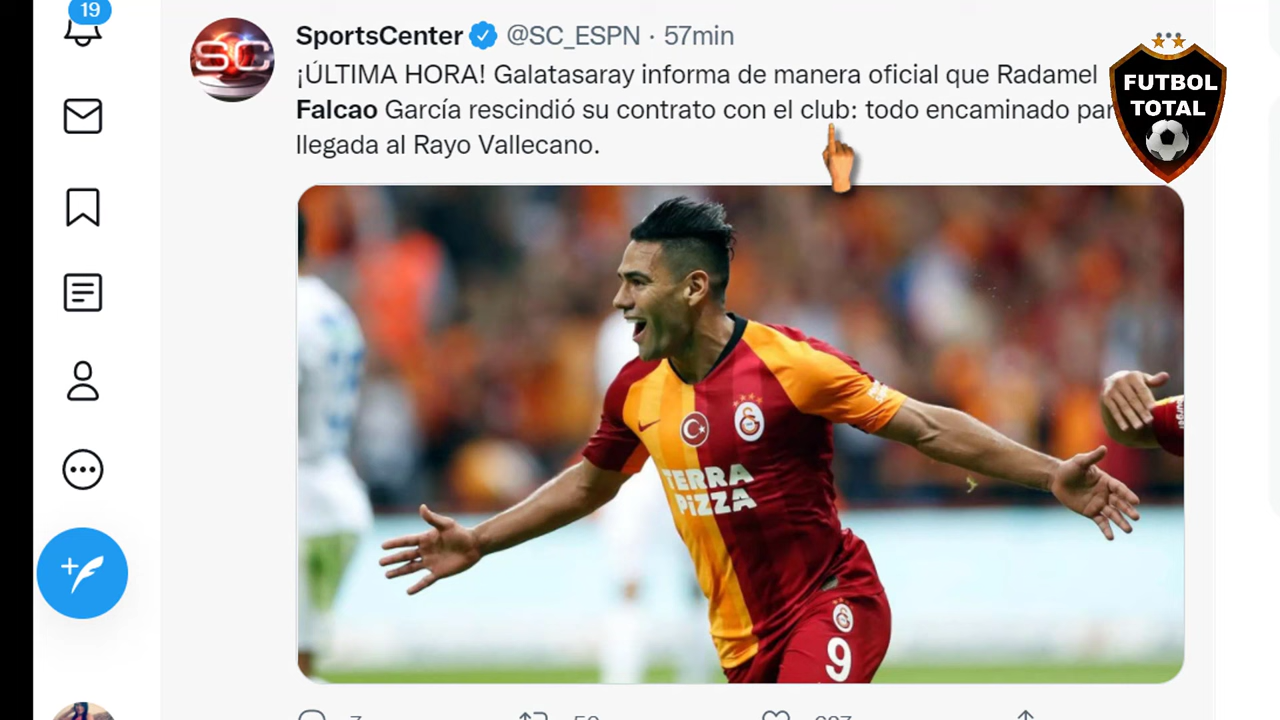 19
SC
SportsCenter @SC_ESPN · 57min
¡ÚLTIMA HORA! Galatasaray informa de manera oficial que Radamel
Falcao García rescindió su contrato con el club: todo encaminado
llegada al Rayo Vallecano.
FUTBOL
TOTAL
TERRA
PiZZA
9